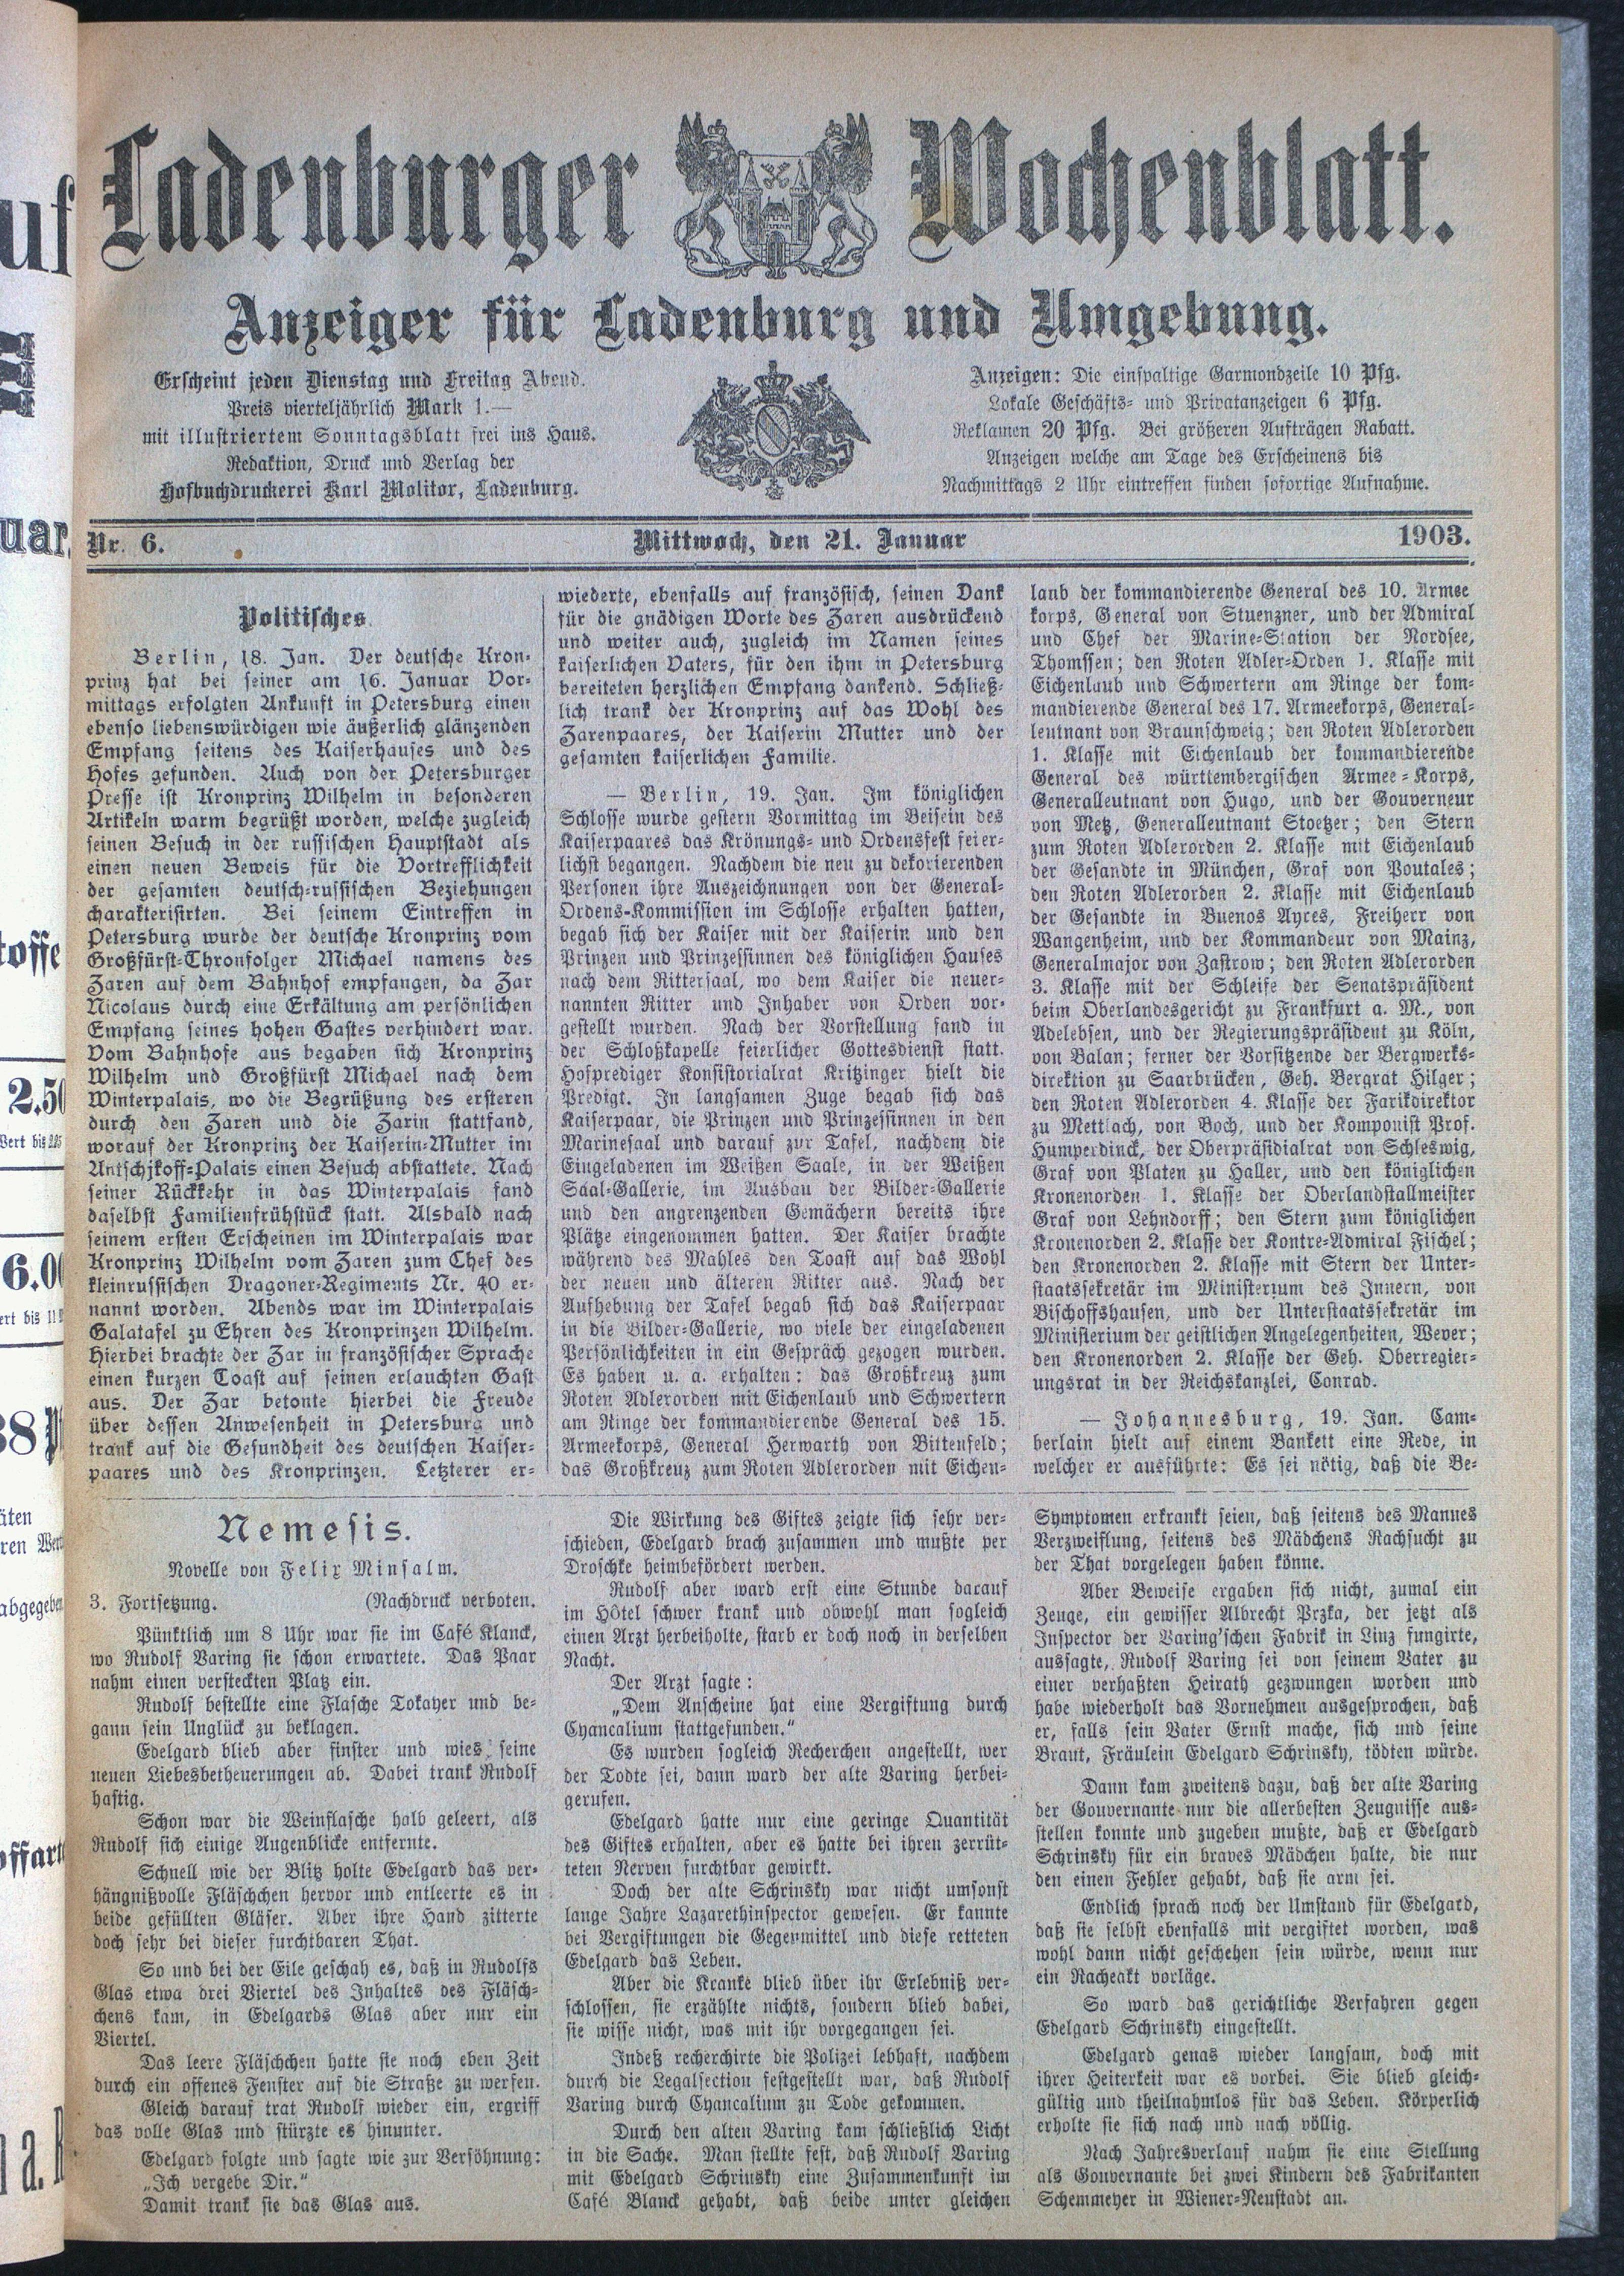 Ladenburger Wochenblatt.
Anzeiger für Ladenburg und Umgebung.
Erscheint jeden Dienstag und Freitag Abend.
Preis vierteljährlich Mark 1.—
mit illustriertem Sonntagsblatt frei ins Haus.
Redaktion, Druck und Verlag der
Hofbuchdruckerei Karl Molitor, Ladenburg.
Anzeigen: Die einspaltige Garmondzeile 10 Pfg.
Lokale Geschäfts- und Privatanzeigen 6 Pfg.
Reklamen 20 Pfg. Bei größeren Aufträgen Rabatt.
Anzeigen welche am Tage des Erscheinens bis
Nachmittags 2 Uhr eintreffen finden sofortige Aufnahme.
Nr. 6.
Mittwoch, den 21. Januar
1903.
Politisches
Berlin, 18. Jan. Der deutsche Kron-
prinz hat bei seiner am 16. Januar Vor-
mittags erfolgten Ankunft in Petersburg einen
ebenso liebenswürdigen wie äußerlich glänzenden
Empfang seitens des Kaiserhauses und des
Hofes gefunden. Auch von der Petersburger
Presse ist Kronprinz Wilhelm in besonderen
Artikeln warm begrüßt worden, welche zugleich
seinen Besuch in der russischen Hauptstadt als
einen neuen Beweis für die Vortrefflichkeit
der gesamten deutsch-russischen Beziehungen
charakterisirten. Bei seinem Eintreffen in
Petersburg wurde der deutsche Kronprinz vom
Großfürst-Thronfolger Michael namens des
Zaren auf dem Bahnhof empfangen, da Zar
Nicolaus durch eine Erkältung am persönlichen
Empfang seines hohen Gastes verhindert war.
Vom Bahnhofe aus begaben sich Kronprinz
Wilhelm und Großfürst Michael nach dem
Winterpalais, wo die Begrüßung des ersteren
durch den Zaren und die Zarin stattfand,
worauf der Kronprinz der Kaiserin-Mutter im
Antschjkoff-Palais einen Besuch abstattete. Nach
seiner Rückkehr in das Winterpalais fand
daselbst Familienfrühstück statt. Alsbald nach
seinem ersten Erscheinen im Winterpalais war
Kronprinz Wilhelm vom Zaren zum Chef des
kleinrussischen Dragoner-Regiments Nr. 40 er-
nannt worden. Abends war im Winterpalais
Galatafel zu Ehren des Kronprinzen Wilhelm.
Hierbei brachte der Zar in französischer Sprache
einen kurzen Toast auf seinen erlauchten Gast
aus. Der Zar betonte hierbei die Freude
über dessen Anwesenheit in Petersburg und
trank auf die Gesundheit des deutschen Kaiser-
paares und des Kronprinzen. Letzterer er-
wiederte, ebenfalls auf französisch, seinen Dank
für die gnädigen Worte des Zaren ausdrückend
und weiter auch, zugleich im Namen seines
kaiserlichen Vaters, für den ihm in Petersburg
bereiteten herzlichen Empfang dankend. Schließ-
lich trank der Kronprinz auf das Wohl des
Zarenpaares, der Kaiserin Mutter und der
gesamten kaiserlichen Familie.
— Berlin, 19. Jan. Im königlichen
Schlosse wurde gestern Vormittag im Beisein des
Kaiserpaares das Krönungs- und Ordensfest feier-
lichst begangen. Nachdem die neu zu dekorierenden
Personen ihre Auszeichnungen von der General-
Ordens-Kommission im Schlosse erhalten hatten,
begab sich der Kaiser mit der Kaiserin und den
Prinzen und Prinzessinnen des königlichen Hauses
nach dem Rittersaal, wo dem Kaiser die neuer-
nannten Ritter und Inhaber von Orden vor-
gestellt wurden. Nach der Vorstellung fand in
der Schloßkapelle feierlicher Gottesdienst statt.
Hofprediger Konsistorialrat Kritzinger hielt die
Predigt. In langsamen Zuge begab sich das
Kaiserpaar, die Prinzen und Prinzessinnen in den
Marinesaal und darauf zur Tafel, nachdem die
Eingeladenen im Weißen Saale, in der Weißen
Saal-Gallerie, im Ausbau der Bilder-Gallerie
und den angrenzenden Gemächern bereits ihre
Plätze eingenommen hatten. Der Kaiser brachte
während des Mahles den Toast auf das Wohl
der neuen und älteren Ritter aus. Nach der
Aufhebung der Tafel begab sich das Kaiserpaar
in die Bilder-Gallerie, wo viele der eingeladenen
Persönlichkeiten in ein Gespräch gezogen wurden.
Es haben u. a. erhalten: das Großkreuz zum
Roten Adlerorden mit Eichenlaub und Schwertern
am Ringe der kommandierende General des 15.
Armeekorps, General Herwarth von Bittenfeld;
das Großkreuz zum Roten Adlerorden mit Eichen-
laub der kommandierende General des 10. Armee
korps, General von Stuenzner, und der Admiral
und Chef der Marine-Station der Nordsee,
Thomssen; den Roten Adler-Orden 1. Klasse mit
Eichenlaub und Schwertern am Ringe der kom-
mandierende General des 17. Armeekorps, General-
leutnant von Braunschweig; den Roten Adlerorden
1. Klasse mit Eichenlaub der kommandierende
General des württembergischen Armee-Korps,
Generalleutnant von Hugo, und der Gouverneur
von Metz, Generalleutnant Stoetzer; den Stern
zum Roten Adlerorden 2. Klasse mit Eichenlaub
der Gesandte in München, Graf von Poutales;
den Roten Adlerorden 2. Klasse mit Eichenlaub
der Gesandte in Buenos Ayres, Freiherr von
Wangenheim, und der Kommandeur von Mainz,
Generalmajor von Zastrow; den Roten Adlerorden
3. Klasse mit der Schleife der Senatspräsident
beim Oberlandesgericht zu Frankfurt a. M., von
Adelebsen, und der Regierungspräsident zu Köln,
von Balan; ferner der Vorsitzende der Bergwerks-
direktion zu Saarbrücken, Geh. Bergrat Hilger;
den Roten Adlerorden 4. Klasse der Farikdirektor
zu Mettlach, von Boch, und der Komponist Prof.
Humperdinck, der Oberpräsidialrat von Schleswig,
Graf von Platen zu Haller, und den königlichen
Kronenorden 1. Klasse der Oberlandstallmeister
Graf von Lehndorff; den Stern zum königlichen
Kronenorden 2. Klasse der Kontre-Admiral Fischel;
den Kronenorden 2. Klasse mit Stern der Unter-
staatssekretär im Ministerium des Innern, von
Bischoffshausen, und der Unterstaatssekretär im
Ministerium der geistlichen Angelegenheiten, Wever;
den Kronenorden 2. Klasse der Geh. Oberregier-
ungsrat in der Reichskanzlei, Conrad.
— Johannesburg, 19. Jan. Cam-
berlain hielt auf einem Bankett eine Rede, in
welcher er ausführte: Es sei nötig, daß die Be-
Nemesis.
Novelle von Felix Minsalm.
3. Fortsetzung. (Nachdruck verboten.
Pünktlich um 8 Uhr war sie im Café Klanck,
wo Rudolf Varing sie schon erwartete. Das Paar
nahm einen versteckten Platz ein.
Rudolf bestellte eine Flasche Tokayer und be-
gann sein Unglück zu beklagen.
Edelgard blieb aber finster und wies seine
neuen Liebesbetheuerungen ab. Dabei trank Rudolf
hastig.
Schon war die Weinflasche halb geleert, als
Rudolf sich einige Augenblicke entfernte.
Schnell wie der Blitz holte Edelgard das ver-
hängnißvolle Fläschchen hervor und entleerte es in
beide gefüllten Gläser. Aber ihre Hand zitterte
doch sehr bei dieser furchtbaren That.
So und bei der Eile geschah es, daß in Rudolfs
Glas etwa drei Viertel des Inhaltes des Fläsch-
chens kam, in Edelgards Glas aber nur ein
Viertel.
Das leere Fläschchen hatte sie noch eben Zeit
durch ein offenes Fenster auf die Straße zu werfen.
Gleich darauf trat Rudolf wieder ein, ergriff
das volle Glas und stürzte es hinunter.
Edelgard folgte und sagte wie zur Versöhnung:
„Ich vergebe Dir.“
Damit trank sie das Glas aus.
Die Wirkung des Giftes zeigte sich sehr ver-
schieden, Edelgard brach zusammen und mußte per
Droschke heimbefördert werden.
Rudolf aber ward erst eine Stunde darauf
im Hôtel schwer krank und obwohl man sogleich
einen Arzt herbeiholte, starb er doch noch in derselben
Nacht.
Der Arzt sagte:
„Dem Anscheine hat eine Vergiftung durch
Cyancalium stattgefunden.“
Es wurden sogleich Recherchen angestellt, wer
der Todte sei, dann ward der alte Varing herbei-
gerufen.
Edelgard hatte nur eine geringe Quantität
des Giftes erhalten, aber es hatte bei ihren zerrüt-
teten Nerven furchtbar gewirkt.
Doch der alte Schrinsky war nicht umsonst
lange Jahre Lazarethinspector gewesen. Er kannte
bei Vergiftungen die Gegenmittel und diese retteten
Edelgard das Leben.
Aber die Kranke blieb über ihr Erlebniß ver-
schlossen, sie erzählte nichts, sondern blieb dabei,
sie wisse nicht, was mit ihr vorgegangen sei.
Indeß recherchirte die Polizei lebhaft, nachdem
durch die Legalsection festgestellt war, daß Rudolf
Varing durch Cyancalium zu Tode gekommen.
Durch den alten Varing kam schließlich Licht
in die Sache. Man stellte fest, daß Rudolf Varing
mit Edelgard Schrinsky eine Zusammenkunft im
Café Blanck gehabt, daß beide unter gleichen
Symptomen erkrankt seien, daß seitens des Mannes
Verzweiflung, seitens des Mädchens Rachsucht zu
der That vorgelegen haben könne.
Aber Beweise ergaben sich nicht, zumal ein
Zeuge, ein gewisser Albrecht Przka, der jetzt als
Inspector der Varing'schen Fabrik in Linz fungirte,
aussagte, Rudolf Varing sei von seinem Vater zu
einer verhaßten Heirath gezwungen worden und
habe wiederholt das Vornehmen ausgesprochen, daß
er, falls sein Vater Ernst mache, sich und seine
Braut, Fräulein Edelgard Schrinsky, tödten würde.
Dann kam zweitens dazu, daß der alte Varing
der Gouvernante nur die allerbesten Zeugnisse aus-
stellen konnte und zugeben mußte, daß er Edelgard
Schrinsky für ein braves Mädchen halte, die nur
den einen Fehler gehabt, daß sie arm sei.
Endlich sprach noch der Umstand für Edelgard,
daß sie selbst ebenfalls mit vergiftet worden, was
wohl dann nicht geschehen sein würde, wenn nur
ein Racheakt vorläge.
So ward das gerichtliche Verfahren gegen
Edelgard Schrinsky eingestellt.
Edelgard genas wieder langsam, doch mit
ihrer Heiterkeit war es vorbei. Sie blieb gleich-
gültig und theilnahmlos für das Leben. Körperlich
erholte sie sich nach und nach völlig.
Nach Jahresverlauf nahm sie eine Stellung
als Gouvernante bei zwei Kindern des Fabrikanten
Schemmeyer in Wiener-Neustadt an.